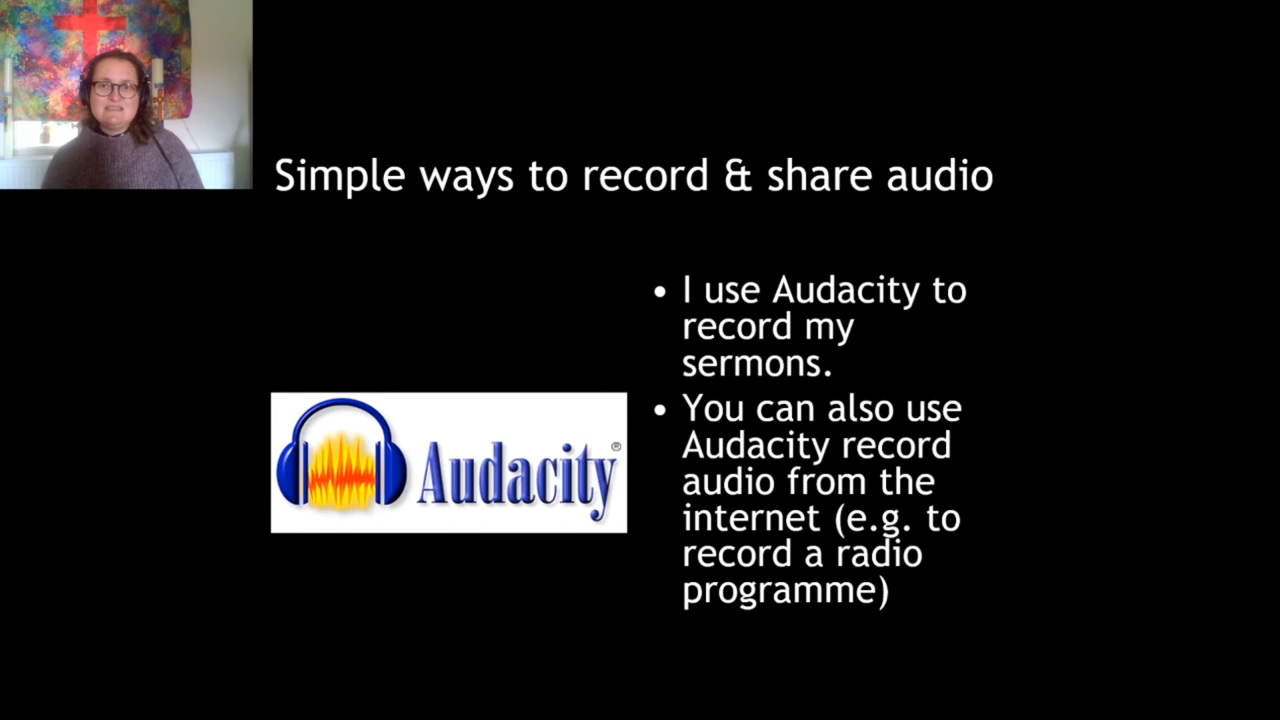 Simple ways to record & share audio
• I use Audacity to
record my
sermons.
Audacity®
• You can also use
Audacity record
audio from the
internet (e.g. to
record a radio
programme)